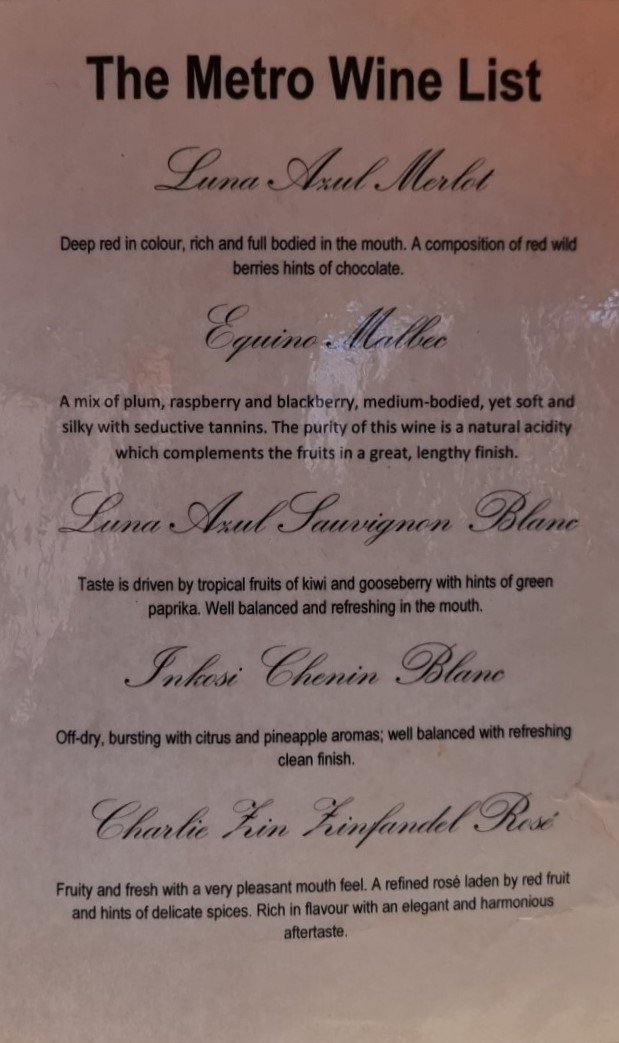 The Metro Wine List
Luna Azul Merlot
Deep red in colour, rich and full bodied in the mouth. A composition of red wild
berries hints of chocolate.
Equino Malbec
A mix of plum, raspberry and blackberry, medium-bodied, yet soft and
silky with seductive tannins. The purity of this wine is a natural acidity
which complements the fruits in a great, lengthy finish.
Luna Azul Sauvignon Blanc
Taste is driven by tropical fruits of kiwi and gooseberry with hints of green
paprika. Well balanced and refreshing in the mouth.
Inkosi Chenin Blanc
Off-dry, bursting with citrus and pineapple aromas; well balanced with refreshing
clean finish.
Charlie Zin Zinfandel Rosé
Fruity and fresh with a very pleasant mouth feel. A refined rosé laden by red fruit
and hints of delicate spices. Rich in flavour with an elegant and harmonious
aftertaste.